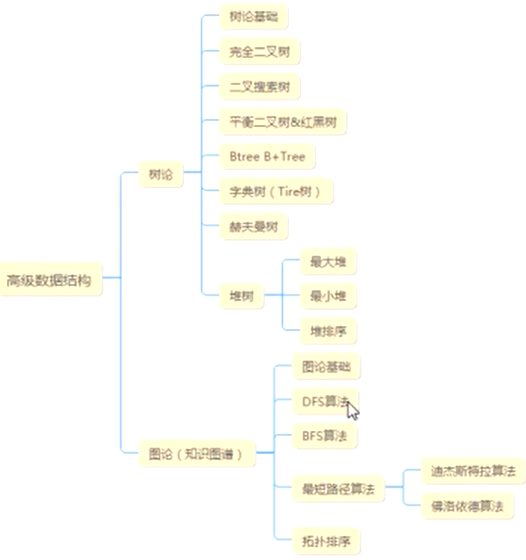 高级数据结构
树论
树论基础
完全二叉树
二叉搜索树
平衡二叉树&红黑树
Btree B+Tree
字典树（Tire树）
赫夫曼树
堆树
最大堆
最小堆
堆排序
图论（知识图谱）
图论基础
DFS算法
BFS算法
最短路径算法
迪杰斯特拉算法
佛洛依德算法
拓扑排序